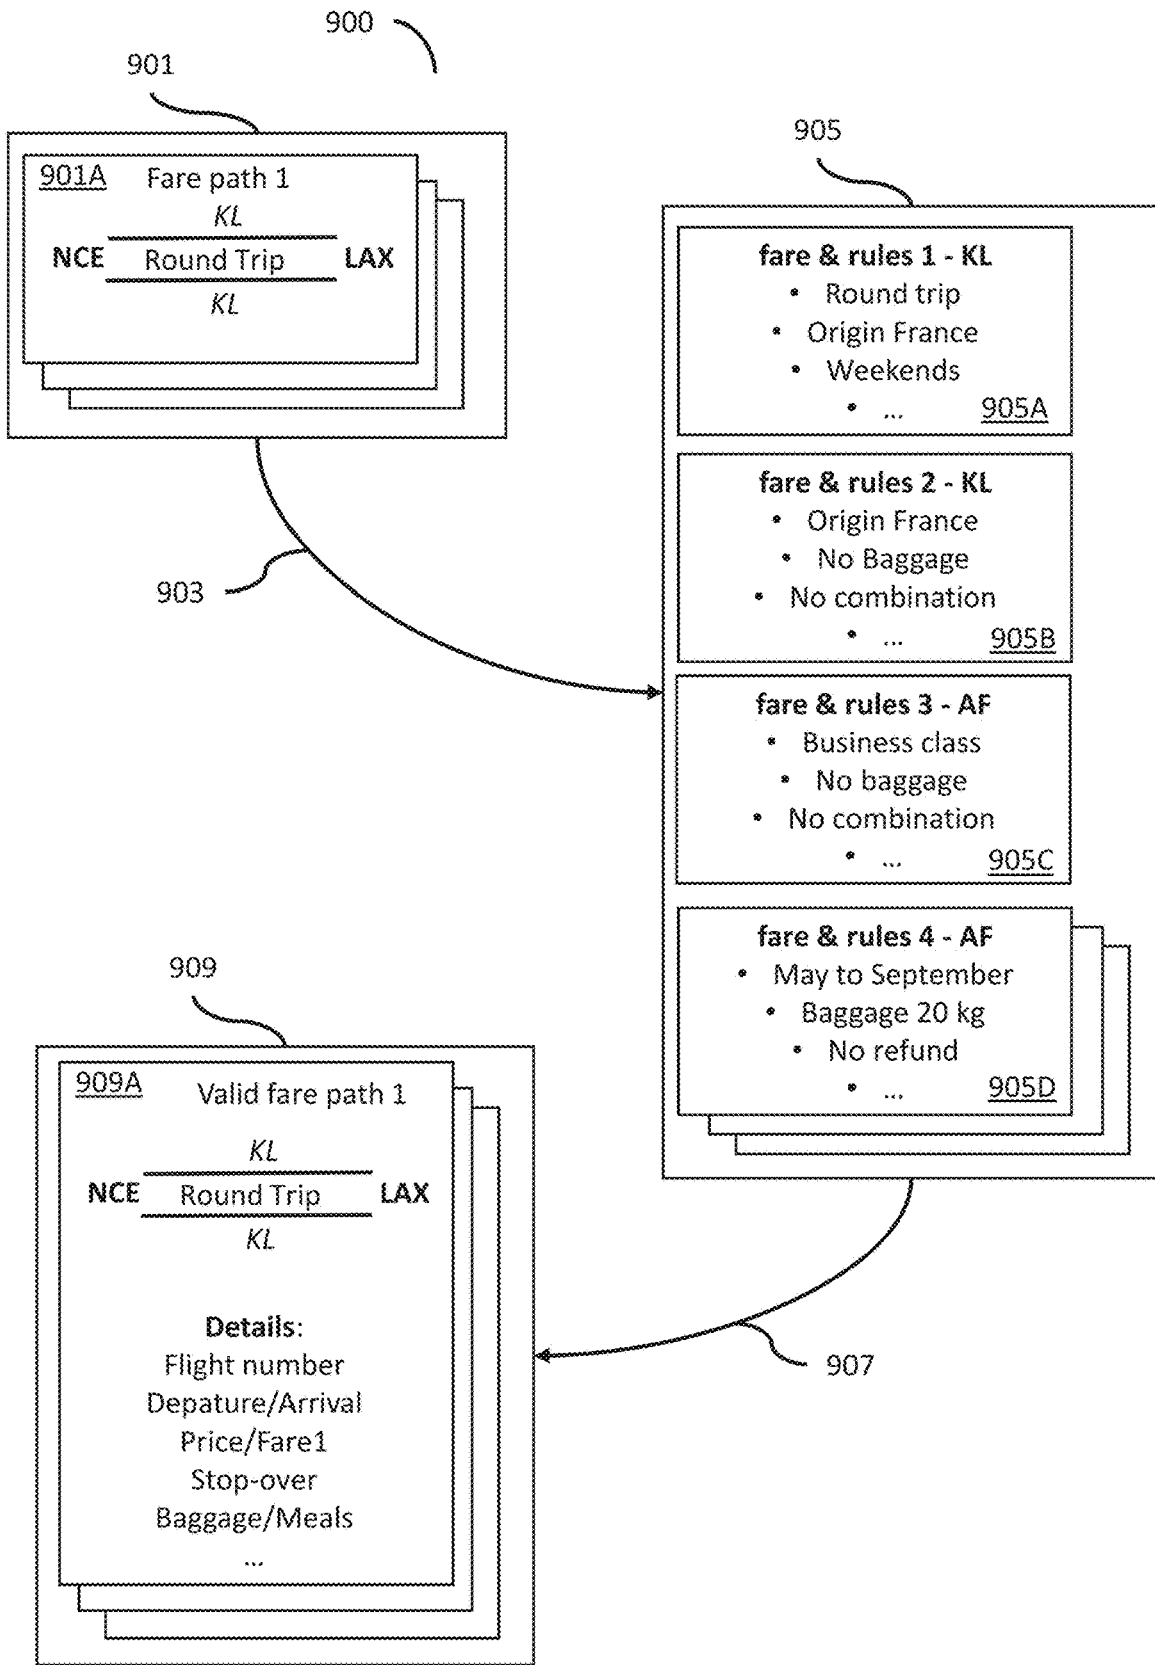 900
901
901A Fare path 1
KL
NCE Round Trip LAX
KL
903
905
fare & rules 1 - KL
• Round trip
• Origin France
• Weekends
• ... 905A
fare & rules 2 - KL
• Origin France
• No Baggage
• No combination
• ... 905B
fare & rules 3 - AF
• Business class
• No baggage
• No combination
• ... 905C
fare & rules 4 - AF
• May to September
• Baggage 20 kg
• No refund
• ... 905D
907
909
909A Valid fare path 1
KL
NCE Round Trip LAX
KL
Details:
Flight number
Depature/Arrival
Price/Fare1
Stop-over
Baggage/Meals
...